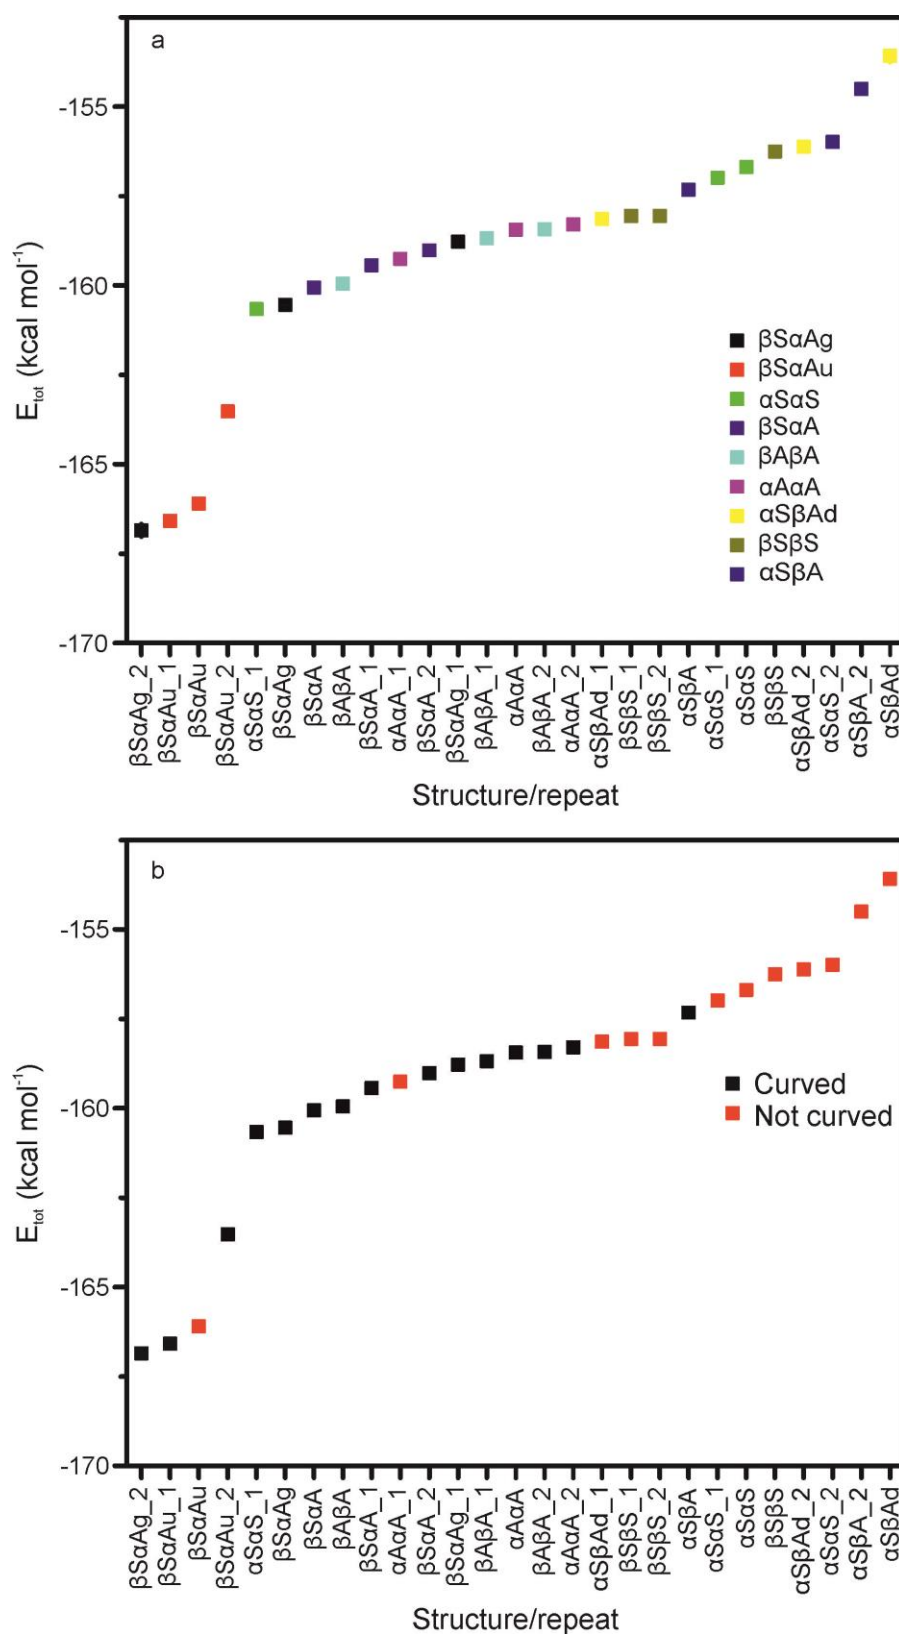 a
-155
-160
-165
-170
E_tot (kcal mol⁻¹)
βSαAg
βSαAu
αSαS
βSαA
βAβA
αAαA
αSβAd
βSβS
αSβA
βSαAg_2
βSαAu_1
βSαAu
βSαAu_2
αSαS_1
βSαAg
βSαA
βAβA
βSαA_1
αAαA_1
βSαA_2
βSαAg_1
βAβA_1
αAαA
βAβA_2
αAαA_2
αSβAd_1
βSβS_1
βSβS_2
αSβA
αSαS_1
αSαS
βSβS
αSβAd_2
αSαS_2
αSβA_2
αSβAd
Structure/repeat
b
-155
-160
-165
-170
E_tot (kcal mol⁻¹)
Curved
Not curved
βSαAg_2
βSαAu_1
βSαAu
βSαAu_2
αSαS_1
βSαAg
βSαA
βAβA
βSαA_1
αAαA_1
βSαA_2
βSαAg_1
βAβA_1
αAαA
βAβA_2
αAαA_2
αSβAd_1
βSβS_1
βSβS_2
αSβA
αSαS_1
αSαS
βSβS
αSβAd_2
αSαS_2
αSβA_2
αSβAd
Structure/repeat